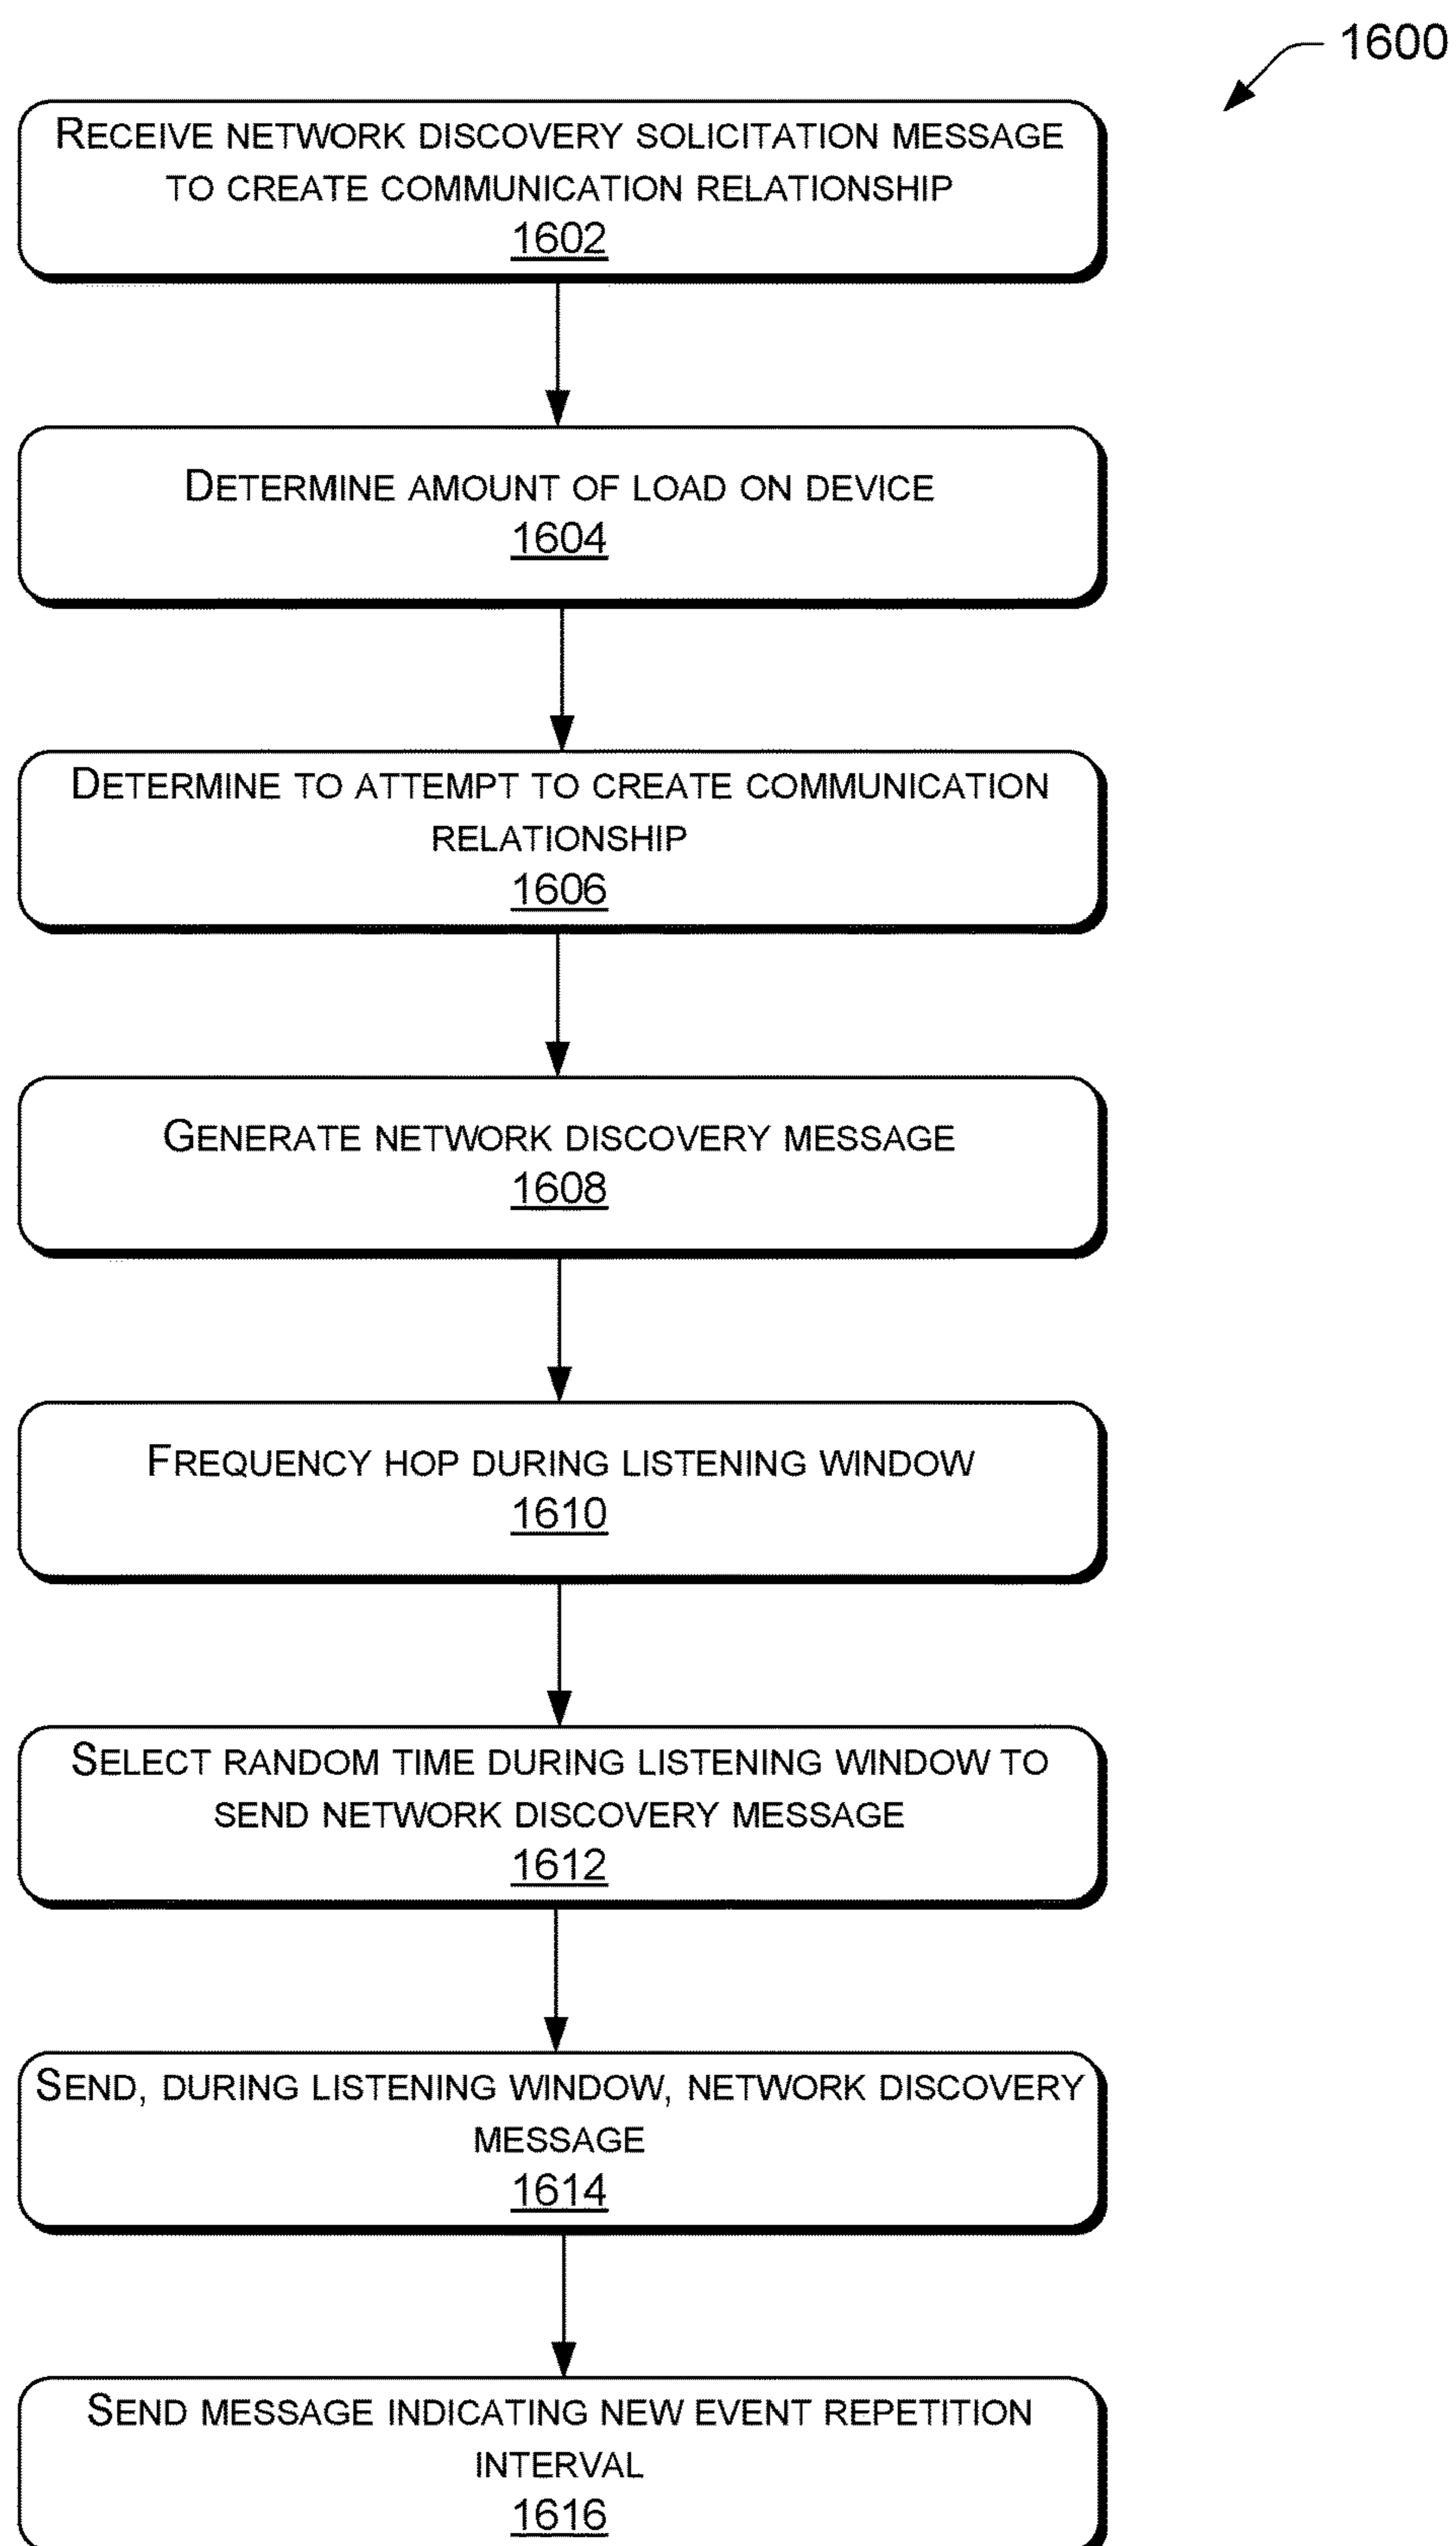 1600
RECEIVE NETWORK DISCOVERY SOLICITATION MESSAGE
TO CREATE COMMUNICATION RELATIONSHIP
1602
DETERMINE AMOUNT OF LOAD ON DEVICE
1604
DETERMINE TO ATTEMPT TO CREATE COMMUNICATION
RELATIONSHIP
1606
GENERATE NETWORK DISCOVERY MESSAGE
1608
FREQUENCY HOP DURING LISTENING WINDOW
1610
SELECT RANDOM TIME DURING LISTENING WINDOW TO
SEND NETWORK DISCOVERY MESSAGE
1612
SEND, DURING LISTENING WINDOW, NETWORK DISCOVERY
MESSAGE
1614
SEND MESSAGE INDICATING NEW EVENT REPETITION
INTERVAL
1616